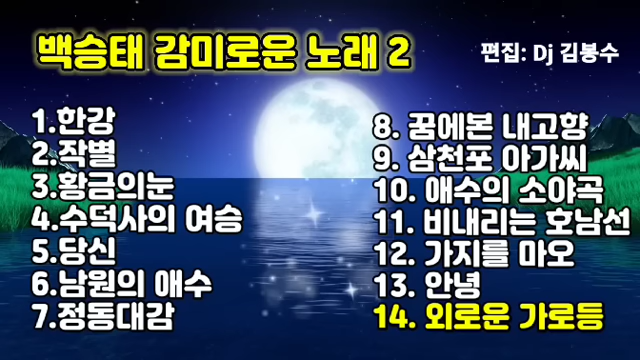 백승태 감미로운 노래 2
편집: Dj 김봉수
1.한강
2.작별
3.황금의눈
4.수덕사의 여승
5.당신
6.남원의 애수
7.정동대감
8. 꿈에본 내고향
9. 삼천포 아가씨
10. 애수의 소야곡
11. 비내리는 호남선
12. 가지를 마오
13. 안녕
14. 외로운 가로등